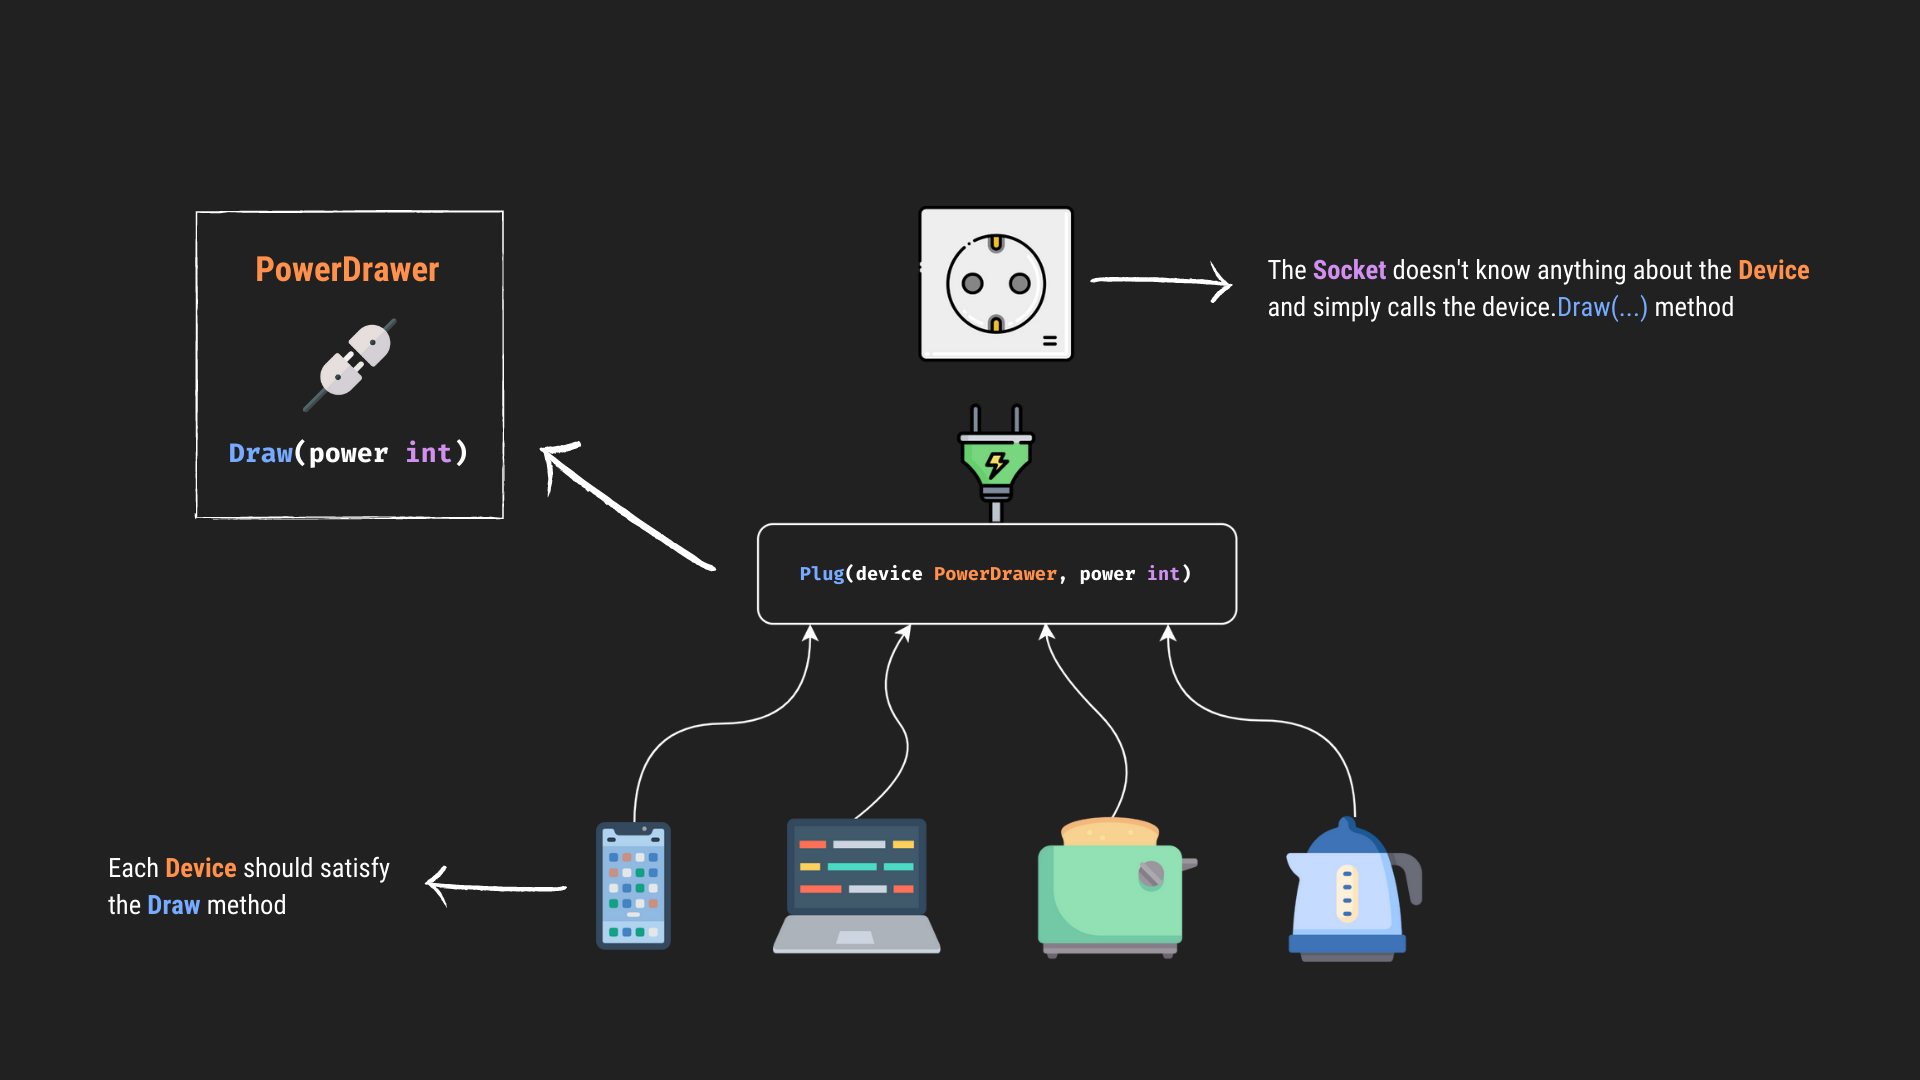 PowerDrawer
Draw(power int)
The Socket doesn't know anything about the Device
and simply calls the device.Draw(...) method
Plug(device PowerDrawer, power int)
Each Device should satisfy
the Draw method